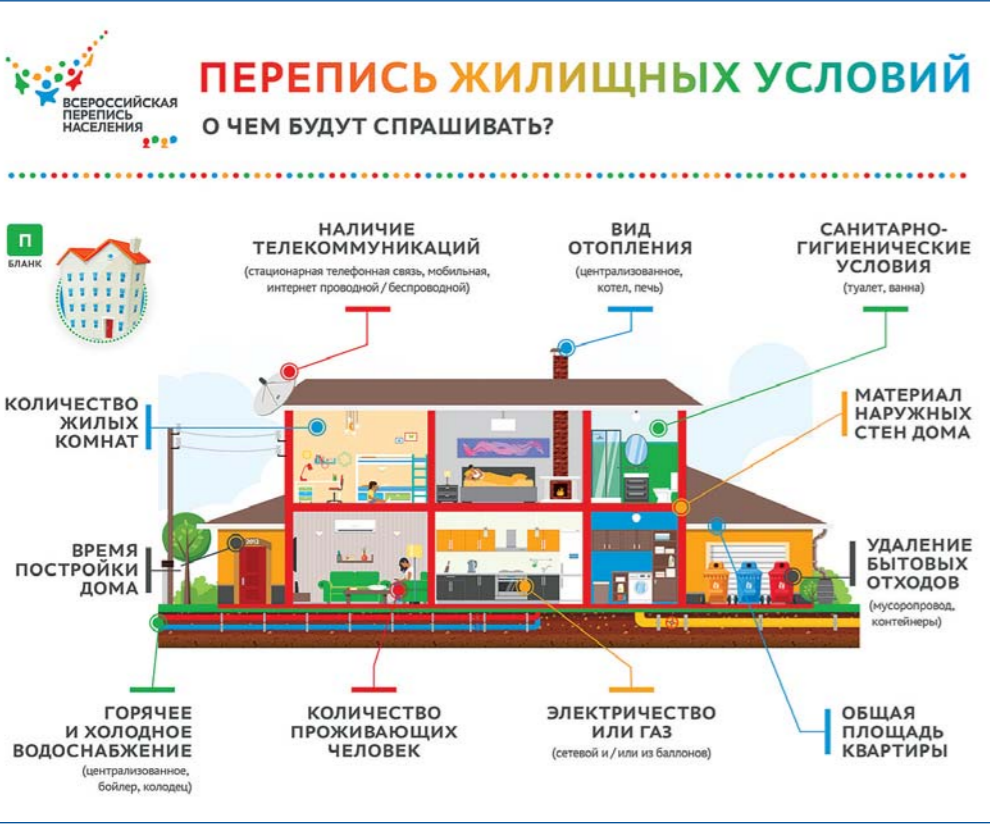 ПЕРЕПИСЬ ЖИЛИЩНЫХ УСЛОВИЙ
О ЧЕМ БУДУТ СПРАШИВАТЬ?
ВСЕРОССИЙСКАЯ
ПЕРЕПИСЬ
НАСЕЛЕНИЯ
П
БЛАНК
НАЛИЧИЕ
ТЕЛЕКОММУНИКАЦИЙ
(стационарная телефонная связь, мобильная,
интернет проводной / беспроводной)
ВИД
ОТОПЛЕНИЯ
(централизованное,
котел, печь)
САНИТАРНО-
ГИГИЕНИЧЕСКИЕ
УСЛОВИЯ
(туалет, ванна)
КОЛИЧЕСТВО
ЖИЛЫХ
КОМНАТ
МАТЕРИАЛ
НАРУЖНЫХ
СТЕН ДОМА
ВРЕМЯ
ПОСТРОЙКИ
ДОМА
2012
УДАЛЕНИЕ
БЫТОВЫХ
ОТХОДОВ
(мусоропровод,
контейнеры)
ГОРЯЧЕЕ
И ХОЛОДНОЕ
ВОДОСНАБЖЕНИЕ
(централизованное,
бойлер, колодец)
КОЛИЧЕСТВО
ПРОЖИВАЮЩИХ
ЧЕЛОВЕК
ЭЛЕКТРИЧЕСТВО
ИЛИ ГАЗ
(сетевой и / или из баллонов)
ОБЩАЯ
ПЛОЩАДЬ
КВАРТИРЫ